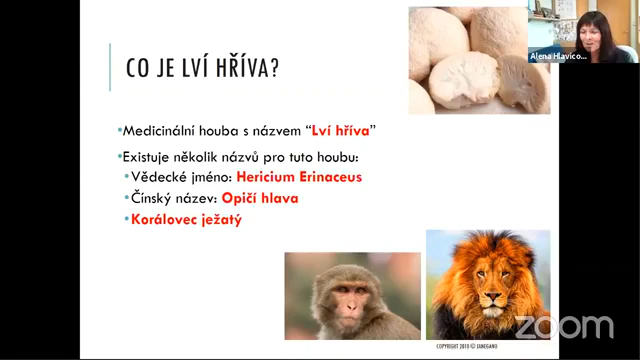 Alena Hlavico...
CO JE LVÍ HŘÍVA?
•Medicinální houba s názvem “Lví hříva”
•Existuje několik názvů pro tuto houbu:
•Vědecké jméno: Hericium Erinaceus
•Čínský název: Opičí hlava
•Korálovec ježatý
zoom
COPYRIGHT 2018 © JANEGANO